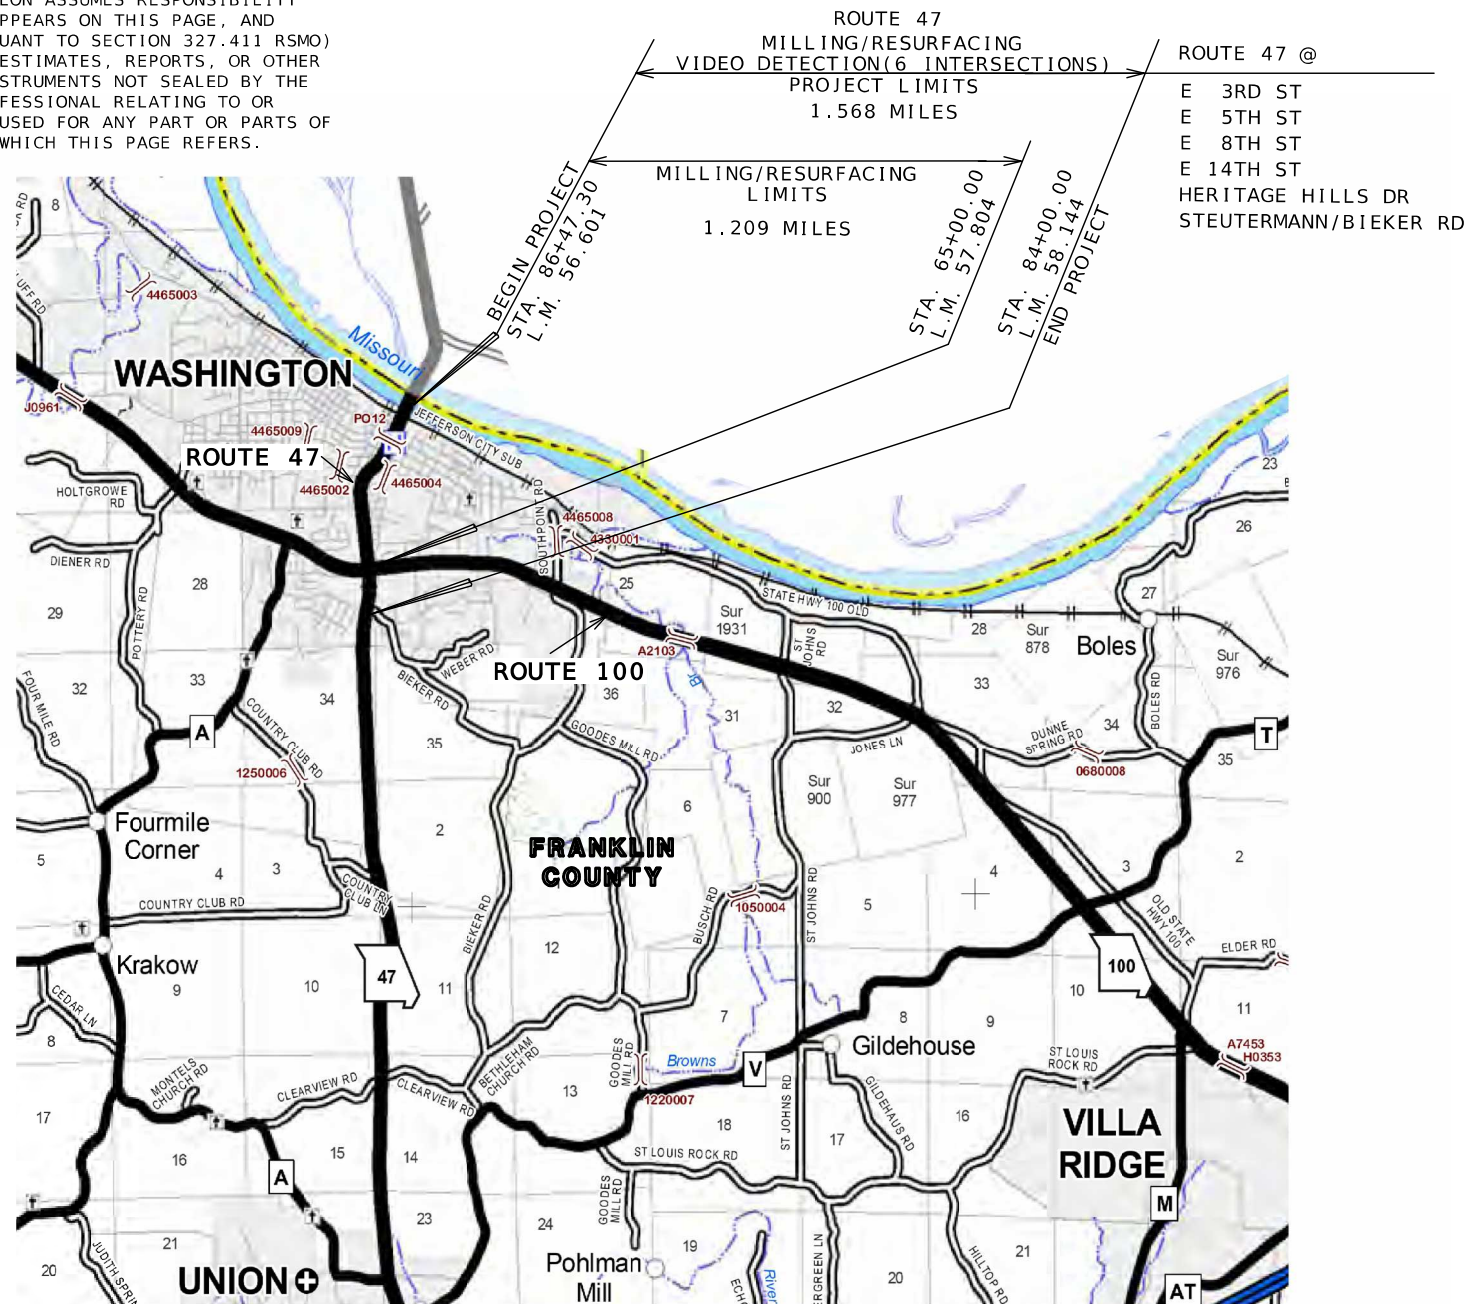 LON ASSUMES RESPONSIBILITY
PPEARS ON THIS PAGE, AND
UANT TO SECTION 327.411 RSMO)
ESTIMATES, REPORTS, OR OTHER
STRUMENTS NOT SEALED BY THE
FESSIONAL RELATING TO OR
USED FOR ANY PART OR PARTS OF
WHICH THIS PAGE REFERS.
ROUTE 47
MILLING/RESURFACING
VIDEO DETECTION(6 INTERSECTIONS)
PROJECT LIMITS
1.568 MILES
MILLING/RESURFACING
LIMITS
1.209 MILES
ROUTE 47 @
E 3RD ST
E 5TH ST
E 8TH ST
E 14TH ST
HERITAGE HILLS DR
STEUTERMANN/BIEKER RD
BEGIN PROJECT
STA. 86+47.30
L.M. 56.601
STA. 65+00.00
L.M. 57.804
STA. 84+00.00
L.M. 58.144
END PROJECT
8
4465003
Missouri
WASHINGTON
J0961
PO12
4465009
JEFFERSON CITY SUB
ROUTE 47
4465002
4465004
HOLTGROWE
RD
DIENER RD
SOUTHPOINT RD
4465008
4330001
23
26
27
28
29
25
POTTERY RD
STATE HWY 100 OLD
Sur
1931
ST
JOHNS
RD
28
Sur
878
Boles
Sur
976
A2103
WEBER RD
BIEKER RD
ROUTE 100
Br
36
32
33
34
FOUR MILE RD
A
COUNTRY CLUB RD
35
GOODES MILL RD
31
32
33
JONES LN
DUNNE
SPRING RD
34
BOLES RD
T
35
1250006
0680008
Sur
900
Sur
977
6
Fourmile
Corner
2
FRANKLIN
COUNTY
5
4
3
COUNTRY
CLUB LN
COUNTRY CLUB RD
BIEKER RD
BUSCH RD
1050004
ST JOHNS RD
5
4
3
2
OLD STATE
HWY 100
ELDER RD
12
Krakow
47
100
9
10
11
10
11
CEDAR LN
8
7
8
9
GOODES
MILL RD
Browns
Gildehouse
V
ST LOUIS
ROCK RD
A7453
H0353
MONTELS
CHURCH RD
CLEARVIEW RD
CLEARVIEW RD
BETHLEHAM
CHURCH RD
13
1220007
ST JOHNS RD
GILDEHAUS RD
16
17
18
17
VILLA
RIDGE
16
A
15
14
ST LOUIS ROCK RD
GOODES
MILL RD
M
23
24
21
19
21
20
JUDITH SPRIN
UNION
Pohlman
Mill
ECHO
River
ERGREEN LN
20
HILLTOP RD
AT